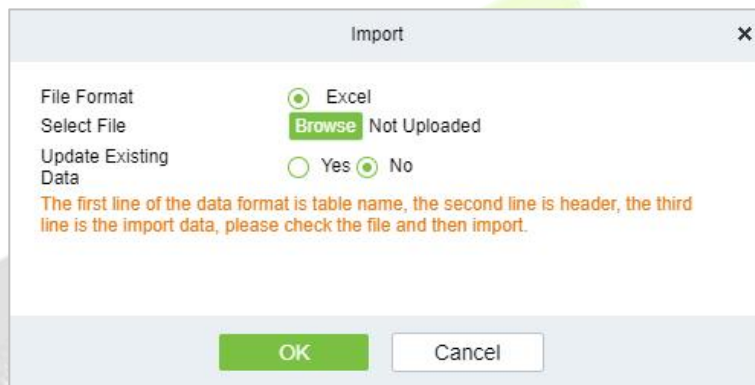 Import
File Format Excel
Select File Browse Not Uploaded
Update Existing
Data Yes No
The first line of the data format is table name, the second line is header, the third
line is the import data, please check the file and then import.
OK Cancel